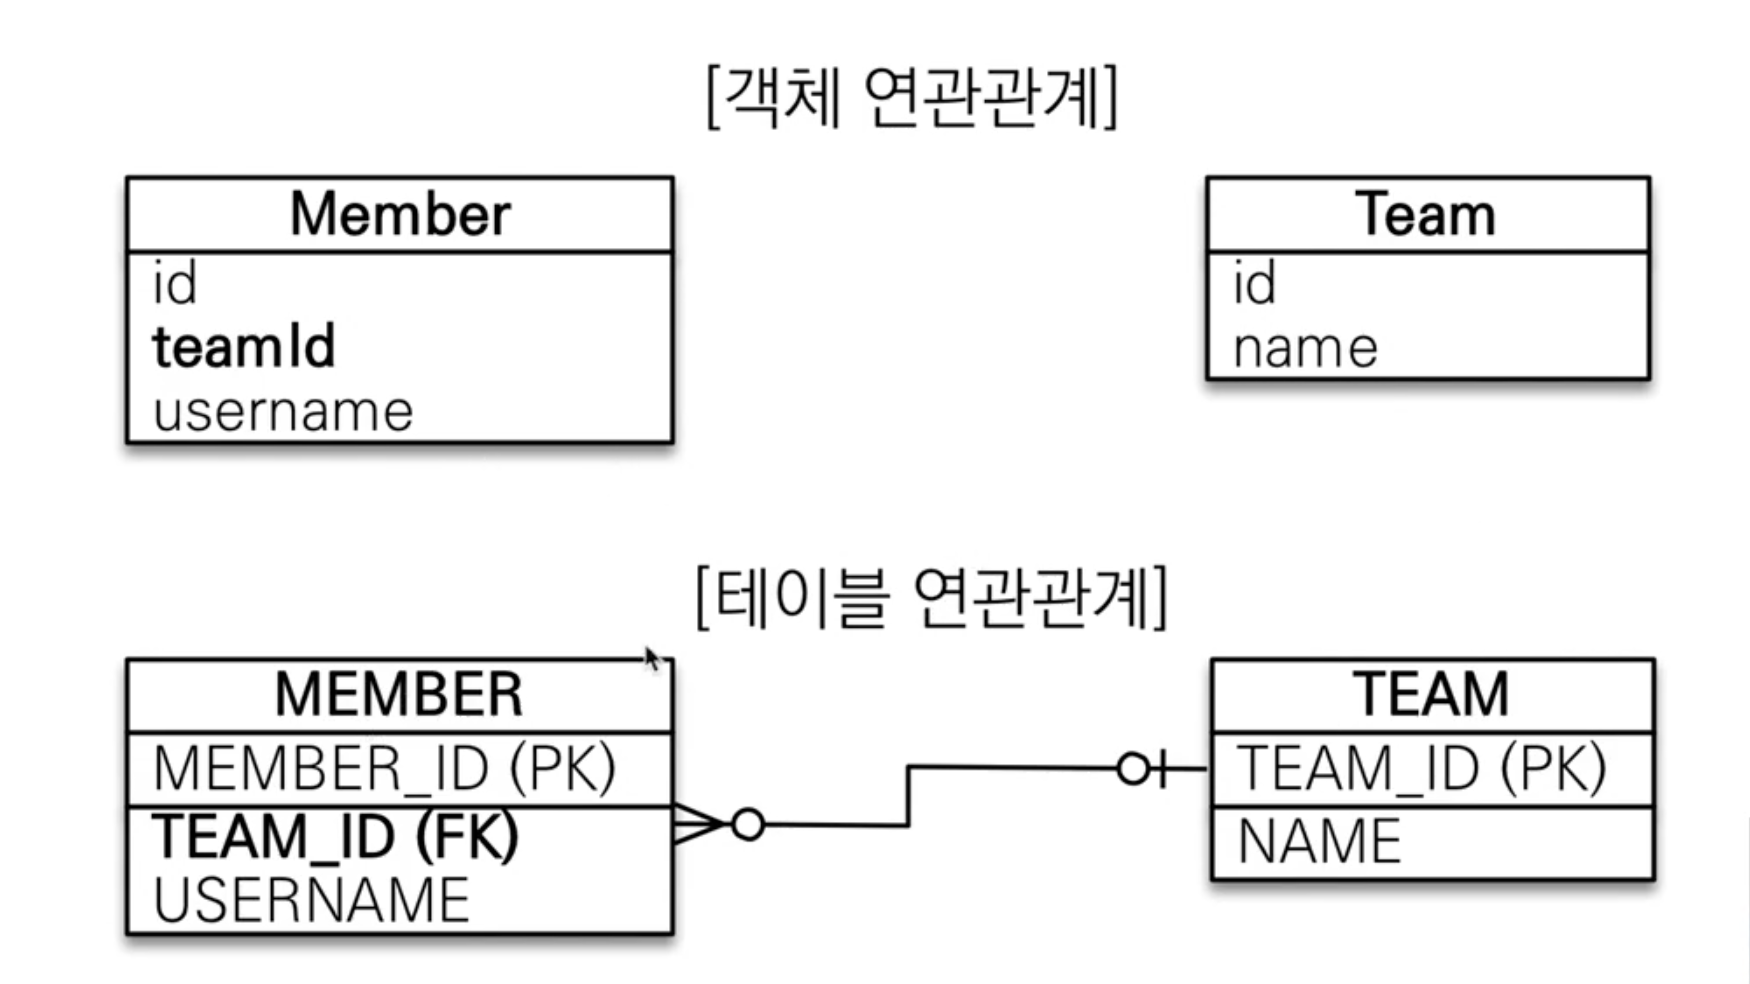 [객체 연관관계]
Member
id
teamId
username
Team
id
name
[테이블 연관관계]
MEMBER
MEMBER_ID (PK)
TEAM_ID (FK)
USERNAME
TEAM
TEAM_ID (PK)
NAME